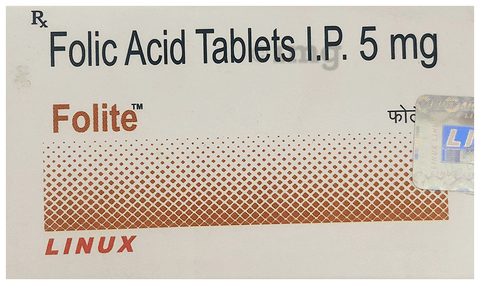 Rx
Folic Acid Tablets I.P. 5 mg
Folite™
LINUX